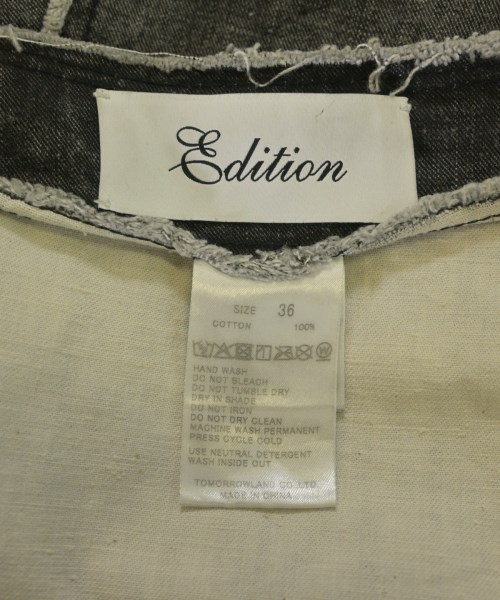 Edition
SIZE 36
COTTON 100%
HAND WASH
DO NOT BLEACH
DO NOT TUMBLE DRY
DRY IN SHADE
DO NOT IRON
DO NOT DRY CLEAN
MACHINE WASH PERMANENT
PRESS CYCLE COLD
USE NEUTRAL DETERGENT
WASH INSIDE OUT
TOMORROWLAND CO.,LTD.
MADE IN CHINA